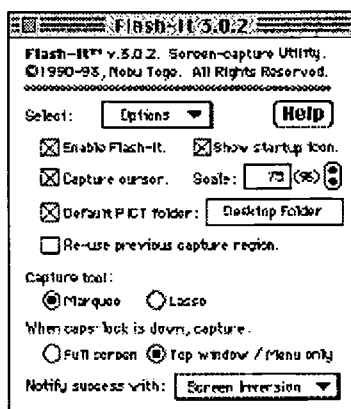 Flash-It 3.0.2
Flash-It™ v.3.0.2. Screen-capture Utility.
©1990-93, Nobu Toge. All Rights Reserved.
Select: Options Help
Enable Flash-It. Show startup icon.
Capture cursor. Scale: 75 (%)
Default PICT folder: Desktop Folder
Re-use previous capture region.
Capture tool:
Marquee Lasso
When caps-lock is down, capture:
Full screen Top window / Menu only
Notify success with: Screen Inversion